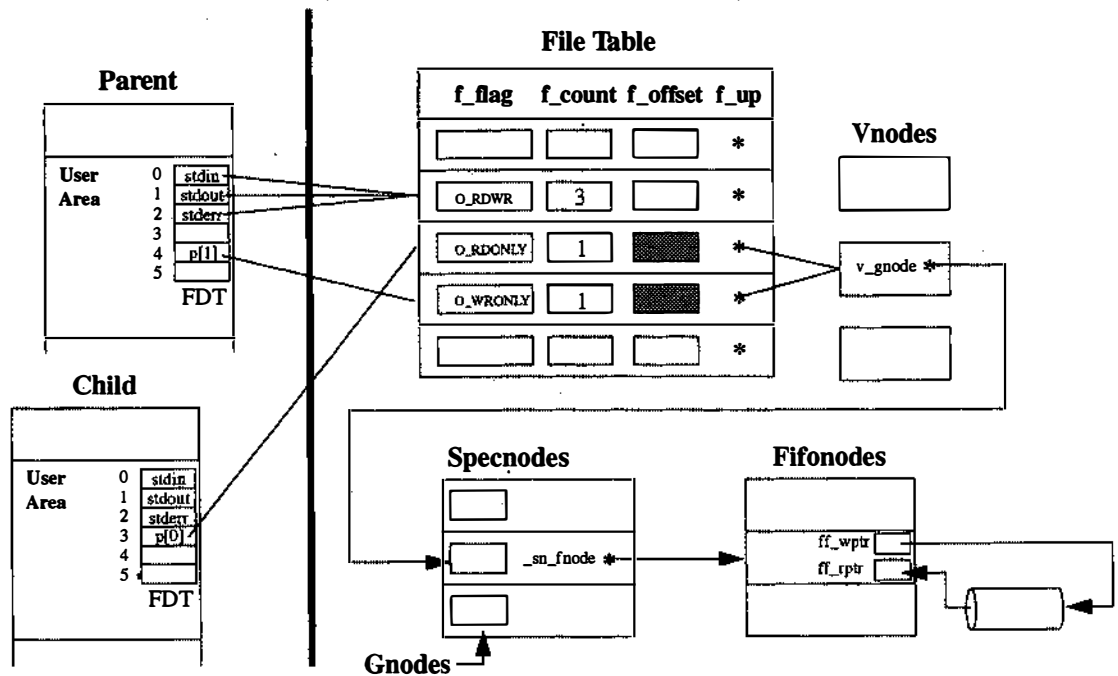 File Table
Parent
f_flag f_count f_offset f_up
Vnodes
*
User Area
0 stdin
1 stdout
2 stderr
3
4 p[1]
5
FDT
O_RDWR 3 *
O_RDONLY 1 *
v_gnode *
O_WRONLY 1 *
*
Child
User Area
0 stdin
1 stdout
2 stderr
3 p[0]
4
5
FDT
Specnodes
Fifonodes
_sn_fnode *
ff_wptr
ff_rptr
Gnodes